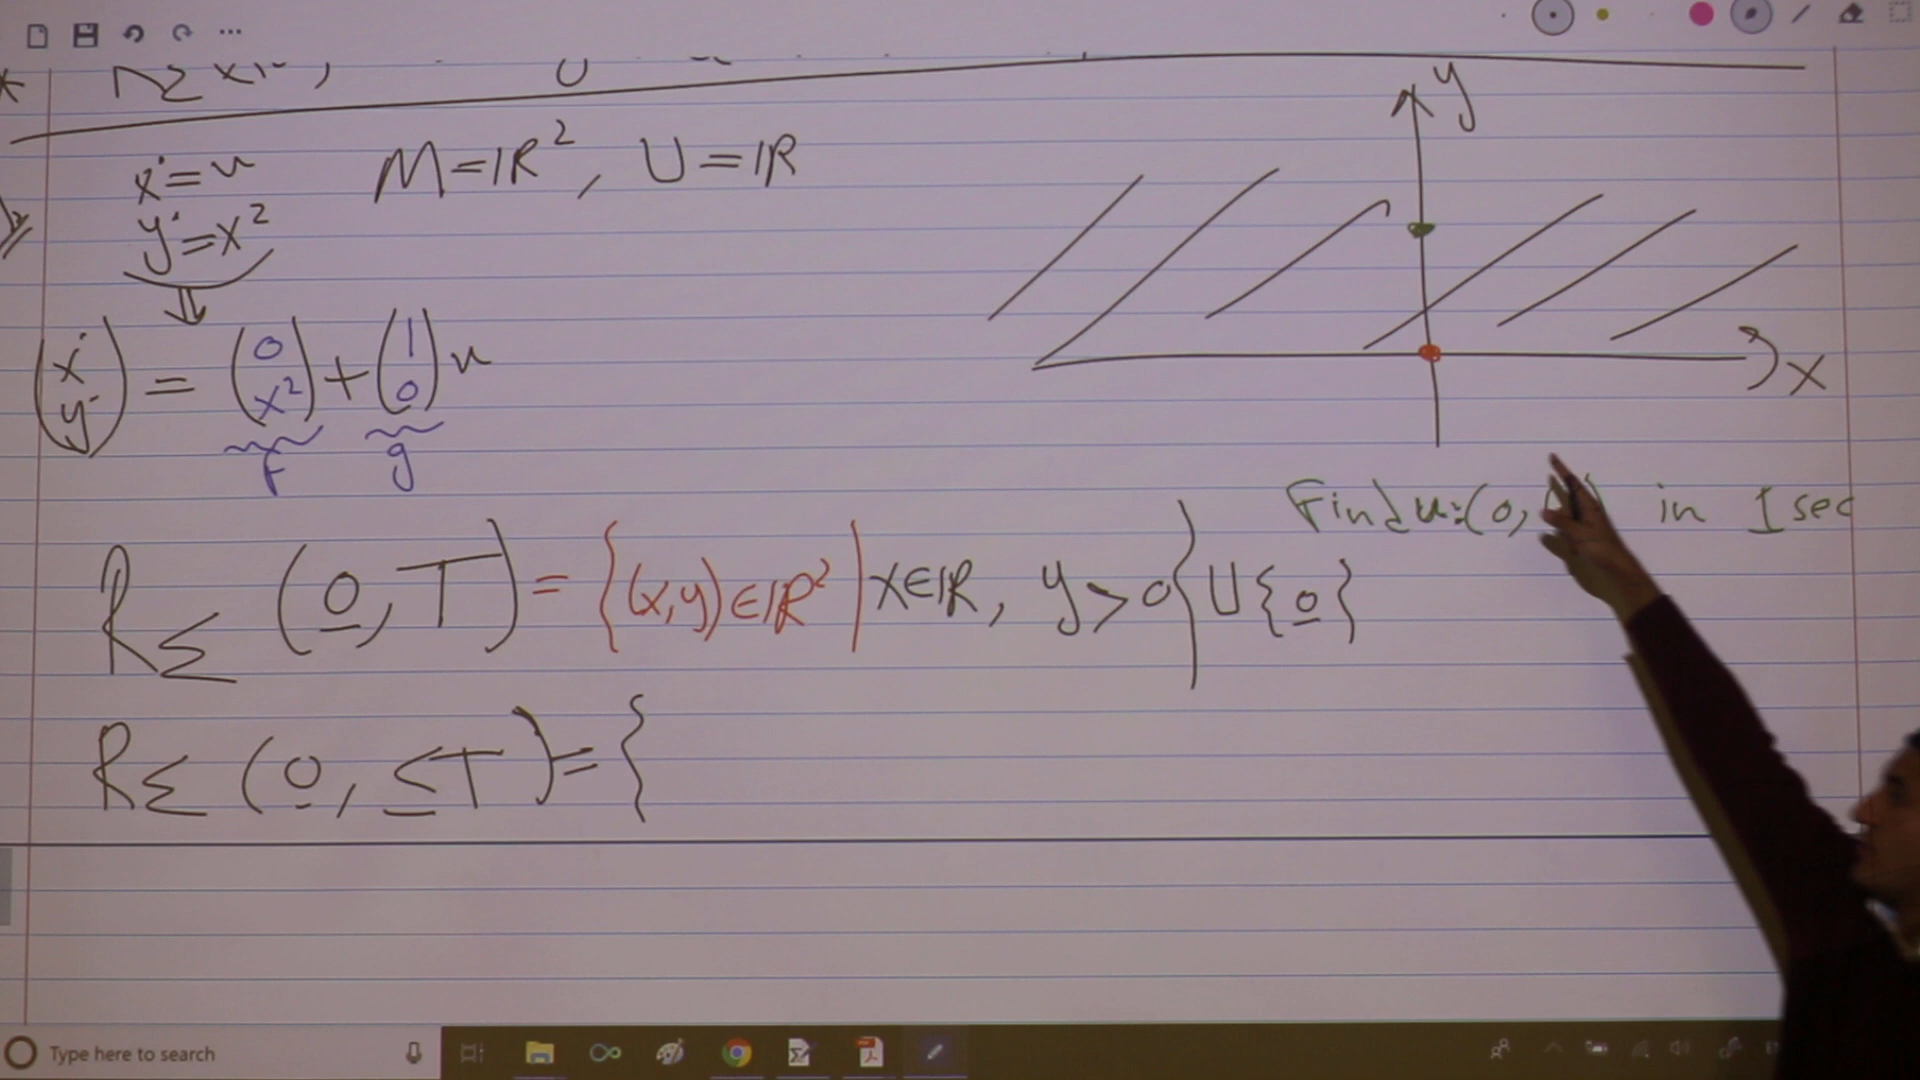 ẋ=u M=ℝ², U=ℝ
ẏ=x²
⇓
(ẋ ẏ) = (0 x²) + (1 0) u
f g
y
x
Find u: (0, in 1 sec
R_Σ (0, T) = {(x,y)∈ℝ² | x∈ℝ, y>0} ∪ {0}
R_Σ (0, ≤T) = {
Type here to search